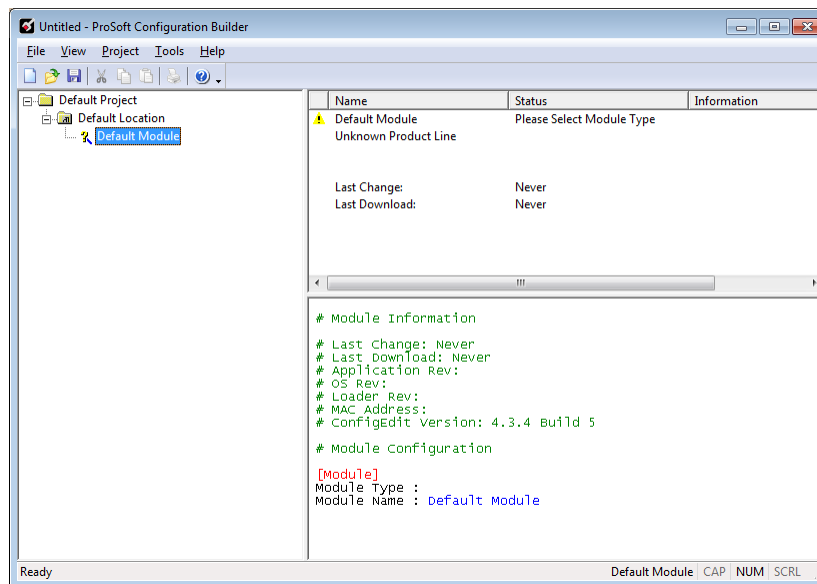 Untitled - ProSoft Configuration Builder
File View Project Tools Help
Default Project
Default Location
Default Module
Name Status Information
Default Module Please Select Module Type
Unknown Product Line
Last Change: Never
Last Download: Never
# Module Information
# Last Change: Never
# Last Download: Never
# Application Rev:
# OS Rev:
# Loader Rev:
# MAC Address:
# ConfigEdit Version: 4.3.4 Build 5
# Module Configuration
[Module]
Module Type :
Module Name : Default Module
Ready Default Module CAP NUM SCRL